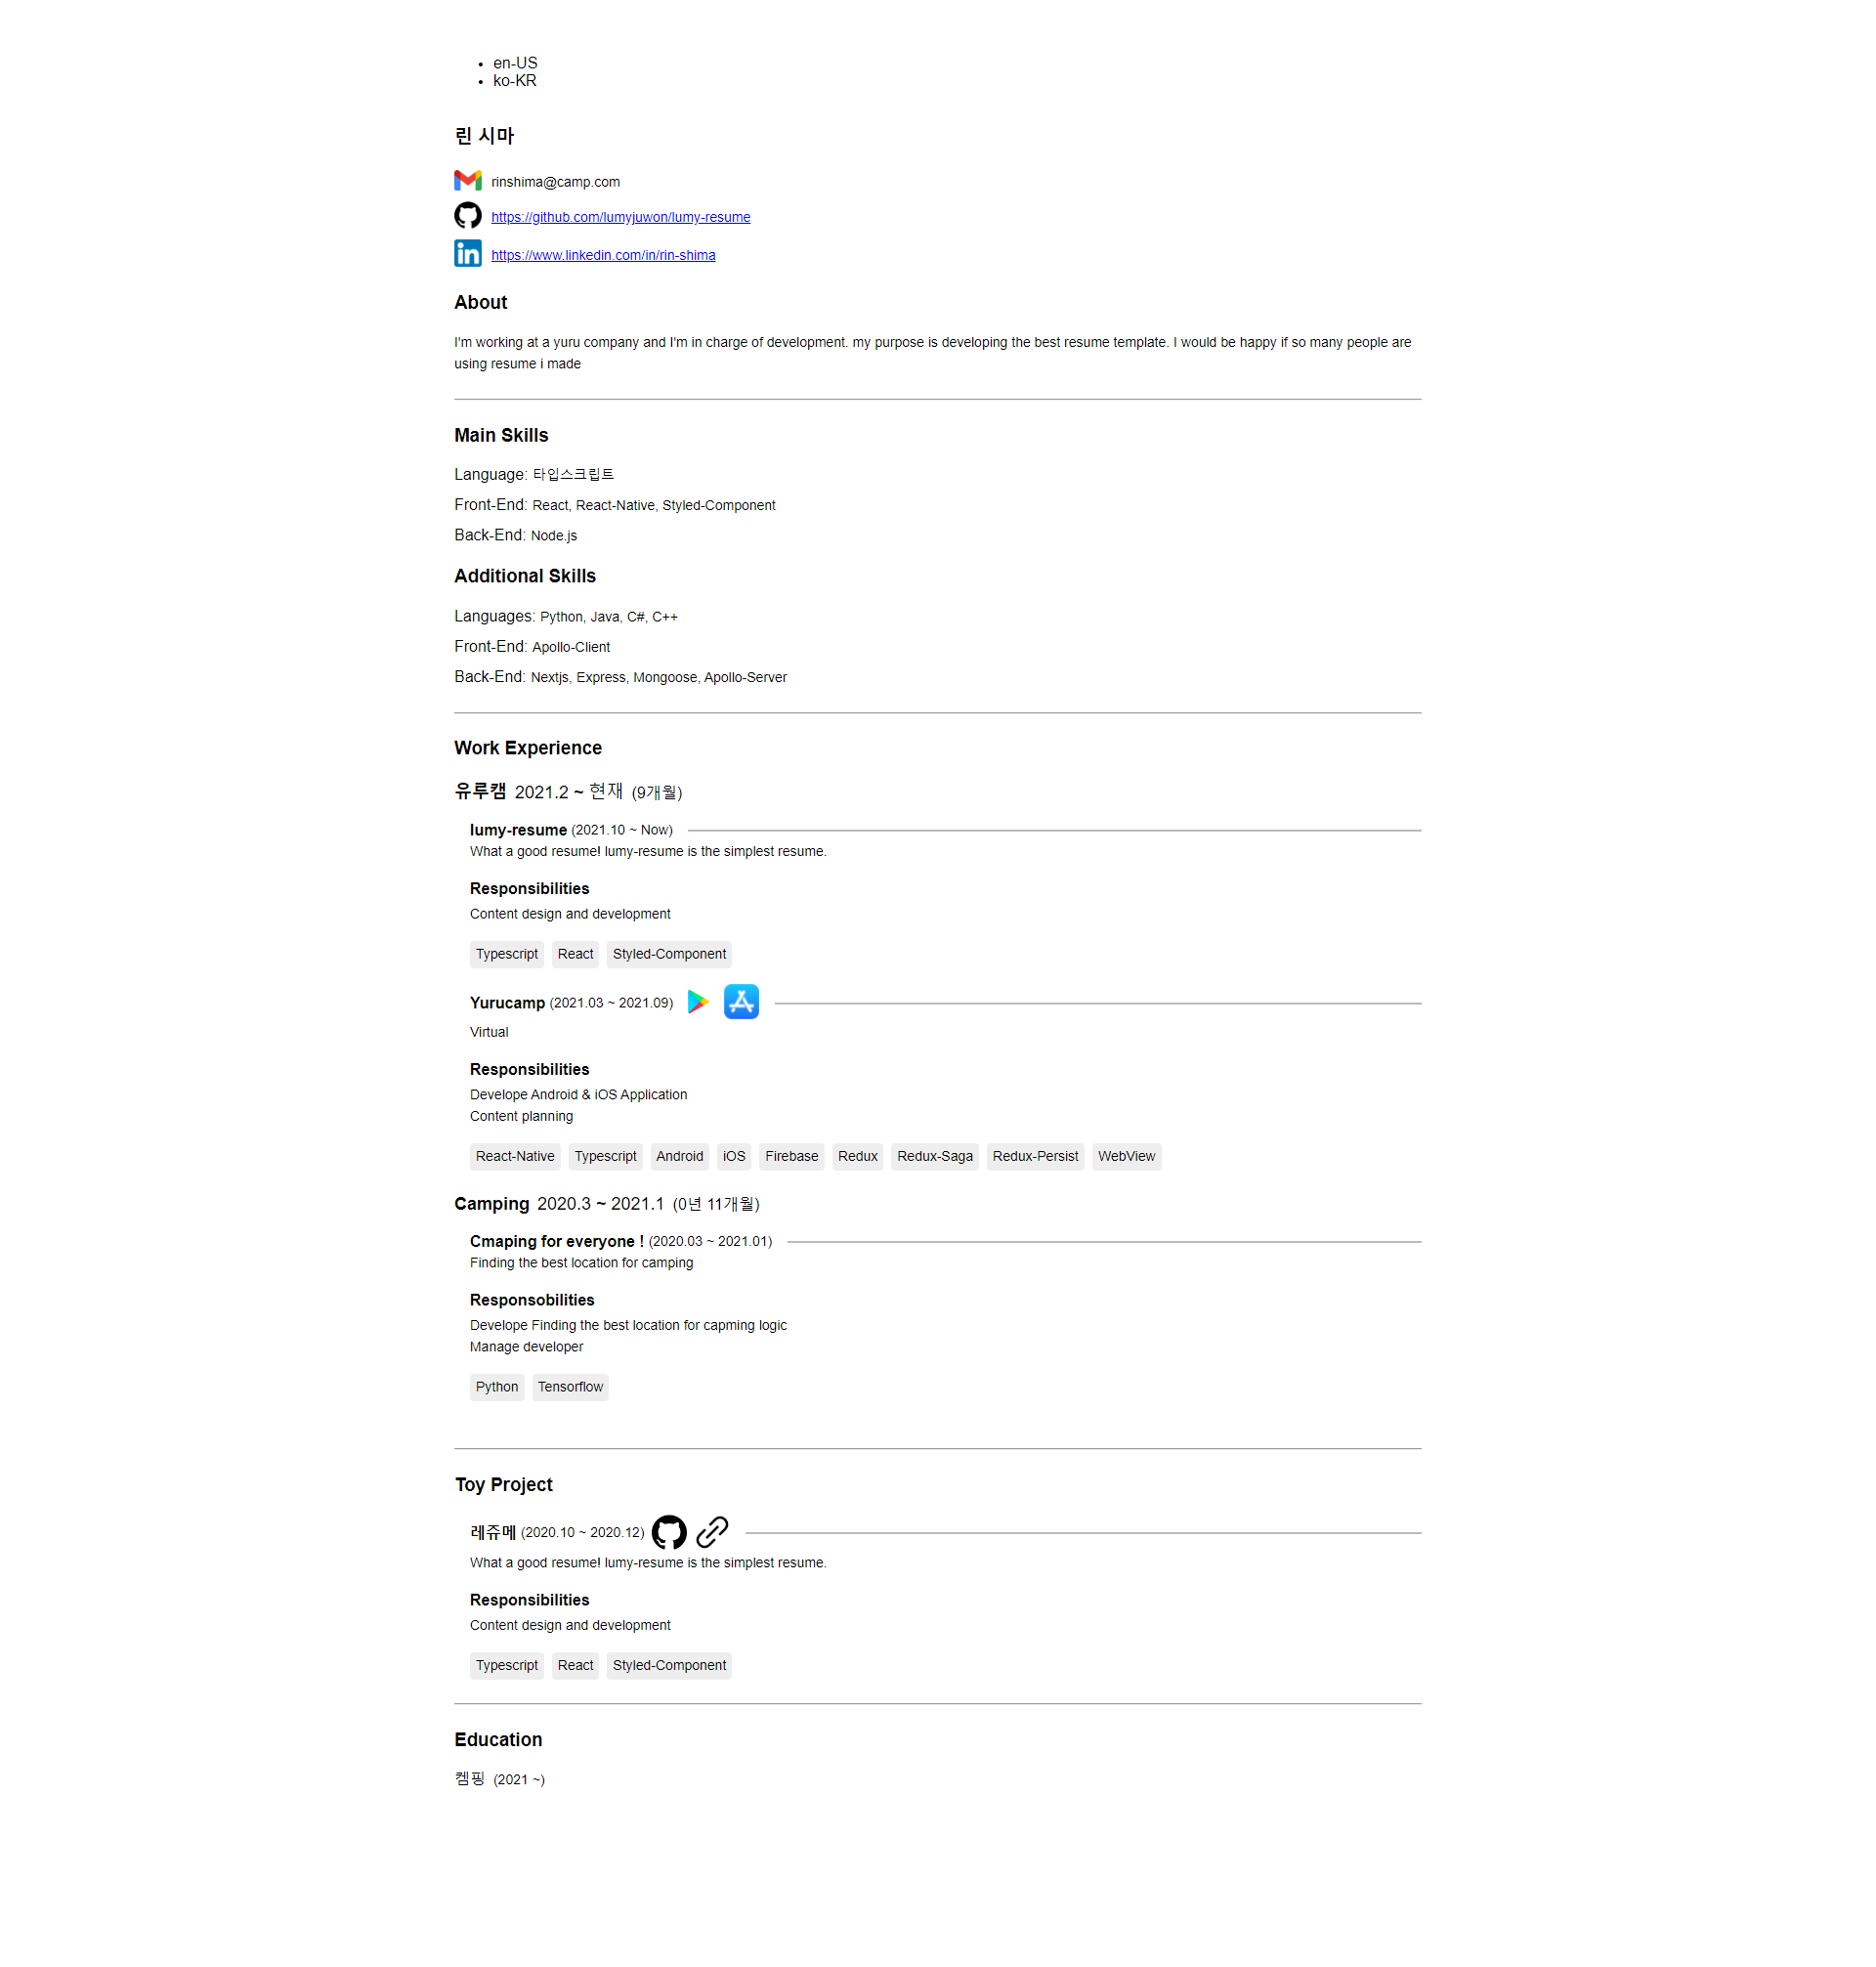 en-US
ko-KR
린 시마
rinshima@camp.com
https://github.com/lumyjuwon/lumy-resume
https://www.linkedin.com/in/rin-shima
About
I'm working at a yuru company and I'm in charge of development. my purpose is developing the best resume template. I would be happy if so many people are
using resume i made
Main Skills
Language: 타입스크립트
Front-End: React, React-Native, Styled-Component
Back-End: Node.js
Additional Skills
Languages: Python, Java, C#, C++
Front-End: Apollo-Client
Back-End: Nextjs, Express, Mongoose, Apollo-Server
Work Experience
유루캠 2021.2 ~ 현재 (9개월)
lumy-resume (2021.10 ~ Now)
What a good resume! lumy-resume is the simplest resume.
Responsibilities
Content design and development
Typescript React Styled-Component
Yurucamp (2021.03 ~ 2021.09)
Virtual
Responsibilities
Develope Android & iOS Application
Content planning
React-Native Typescript Android iOS Firebase Redux Redux-Saga Redux-Persist WebView
Camping 2020.3 ~ 2021.1 (0년 11개월)
Cmaping for everyone ! (2020.03 ~ 2021.01)
Finding the best location for camping
Responsobilities
Develope Finding the best location for capming logic
Manage developer
Python Tensorflow
Toy Project
레쥬메 (2020.10 ~ 2020.12)
What a good resume! lumy-resume is the simplest resume.
Responsibilities
Content design and development
Typescript React Styled-Component
Education
켐핑 (2021 ~)